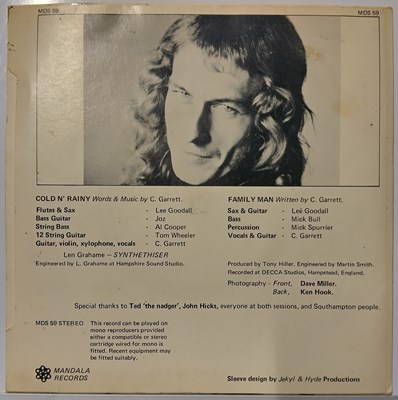 MDS 59 MDS 59
COLD N' RAINY Words & Music by C. Garrett.
Flutes & Sax - Lee Goodall
Bass Guitar - Joz
String Bass - Al Cooper
12 String Guitar - Tom Wheeler
Guitar, violin, xylophone, vocals - C. Garrett
Len Grahame – SYNTHETHISER
Engineered by L. Grahame at Hampshire Sound Studio.
FAMILY MAN Written by C. Garrett.
Sax & Guitar - Leë Goodall
Bass - Mick Bull
Percussion - Mick Spurrier
Vocals & Guitar - C. Garrett
Produced by Tony Hiller. Engineered by Martin Smith.
Recorded at DECCA Studios, Hampstead, England.
Photography - Front, Dave Miller.
Back, Ken Hook.
Special thanks to Ted 'the nadger', John Hicks, everyone at both sessions, and Southampton people.
MDS 59 STEREO
This record can be played on
mono reproducers provided
either a compatible or stereo
cartridge wired for mono is
fitted. Recent equipment may
be fitted suitably.
MANDALA
RECORDS
Sleeve design by Jekyl & Hyde Productions